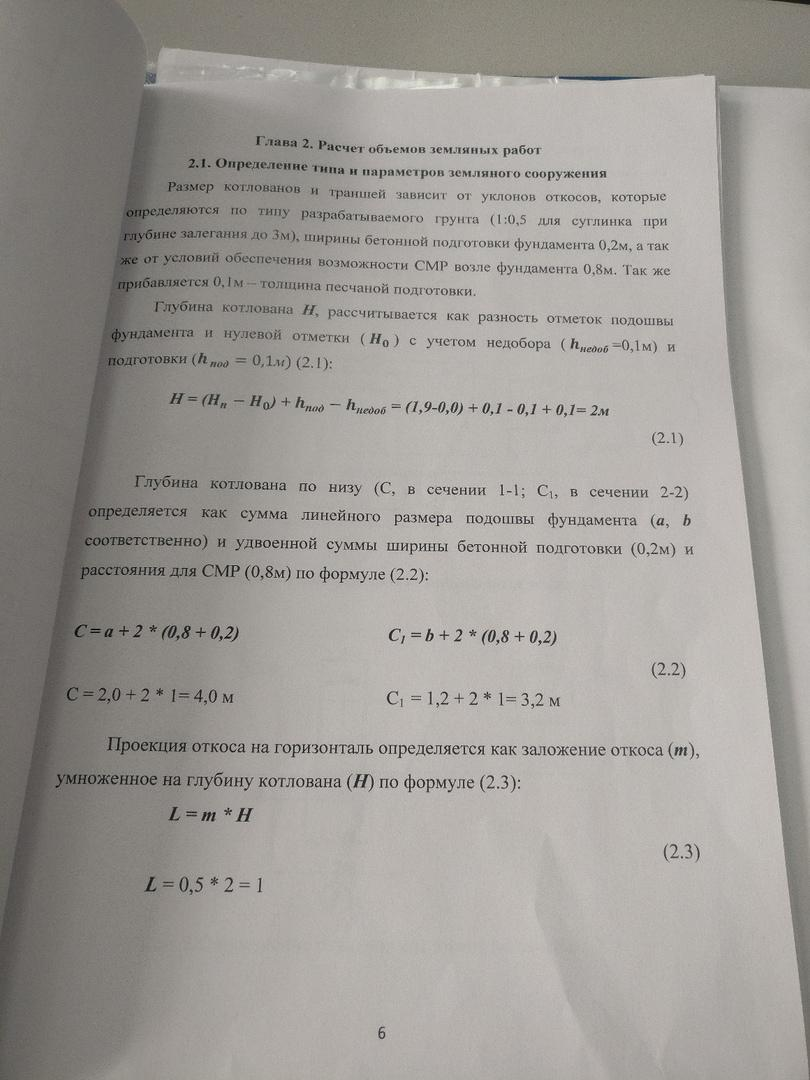 Глава 2. Расчет объемов земляных работ
2.1. Определение типа и параметров земляного сооружения
Размер котлованов и траншей зависит от уклонов откосов, которые
определяются по типу разрабатываемого грунта (1:0,5 для суглинка при
глубине залегания до 3м), ширины бетонной подготовки фундамента 0,2м, а так
же от условий обеспечения возможности СМР возле фундамента 0,8м. Так же
прибавляется 0,1м – толщина песчаной подготовки.
Глубина котлована H, рассчитывается как разность отметок подошвы
фундамента и нулевой отметки ( H₀ ) с учетом недобора ( hнедоб =0,1м) и
подготовки (hпод = 0,1м) (2.1):
H = (Hп − H₀) + hпод − hнедоб = (1,9-0,0) + 0,1 - 0,1 + 0,1= 2м
(2.1)
Глубина котлована по низу (С, в сечении 1-1; С₁, в сечении 2-2)
определяется как сумма линейного размера подошвы фундамента (a, b
соответственно) и удвоенной суммы ширины бетонной подготовки (0,2м) и
расстояния для СМР (0,8м) по формуле (2.2):
C = a + 2 * (0,8 + 0,2) C₁ = b + 2 * (0,8 + 0,2)
(2.2)
С = 2,0 + 2 * 1= 4,0 м С₁ = 1,2 + 2 * 1= 3,2 м
Проекция откоса на горизонталь определяется как заложение откоса (m),
умноженное на глубину котлована (H) по формуле (2.3):
L = m * H
(2.3)
L = 0,5 * 2 = 1
6